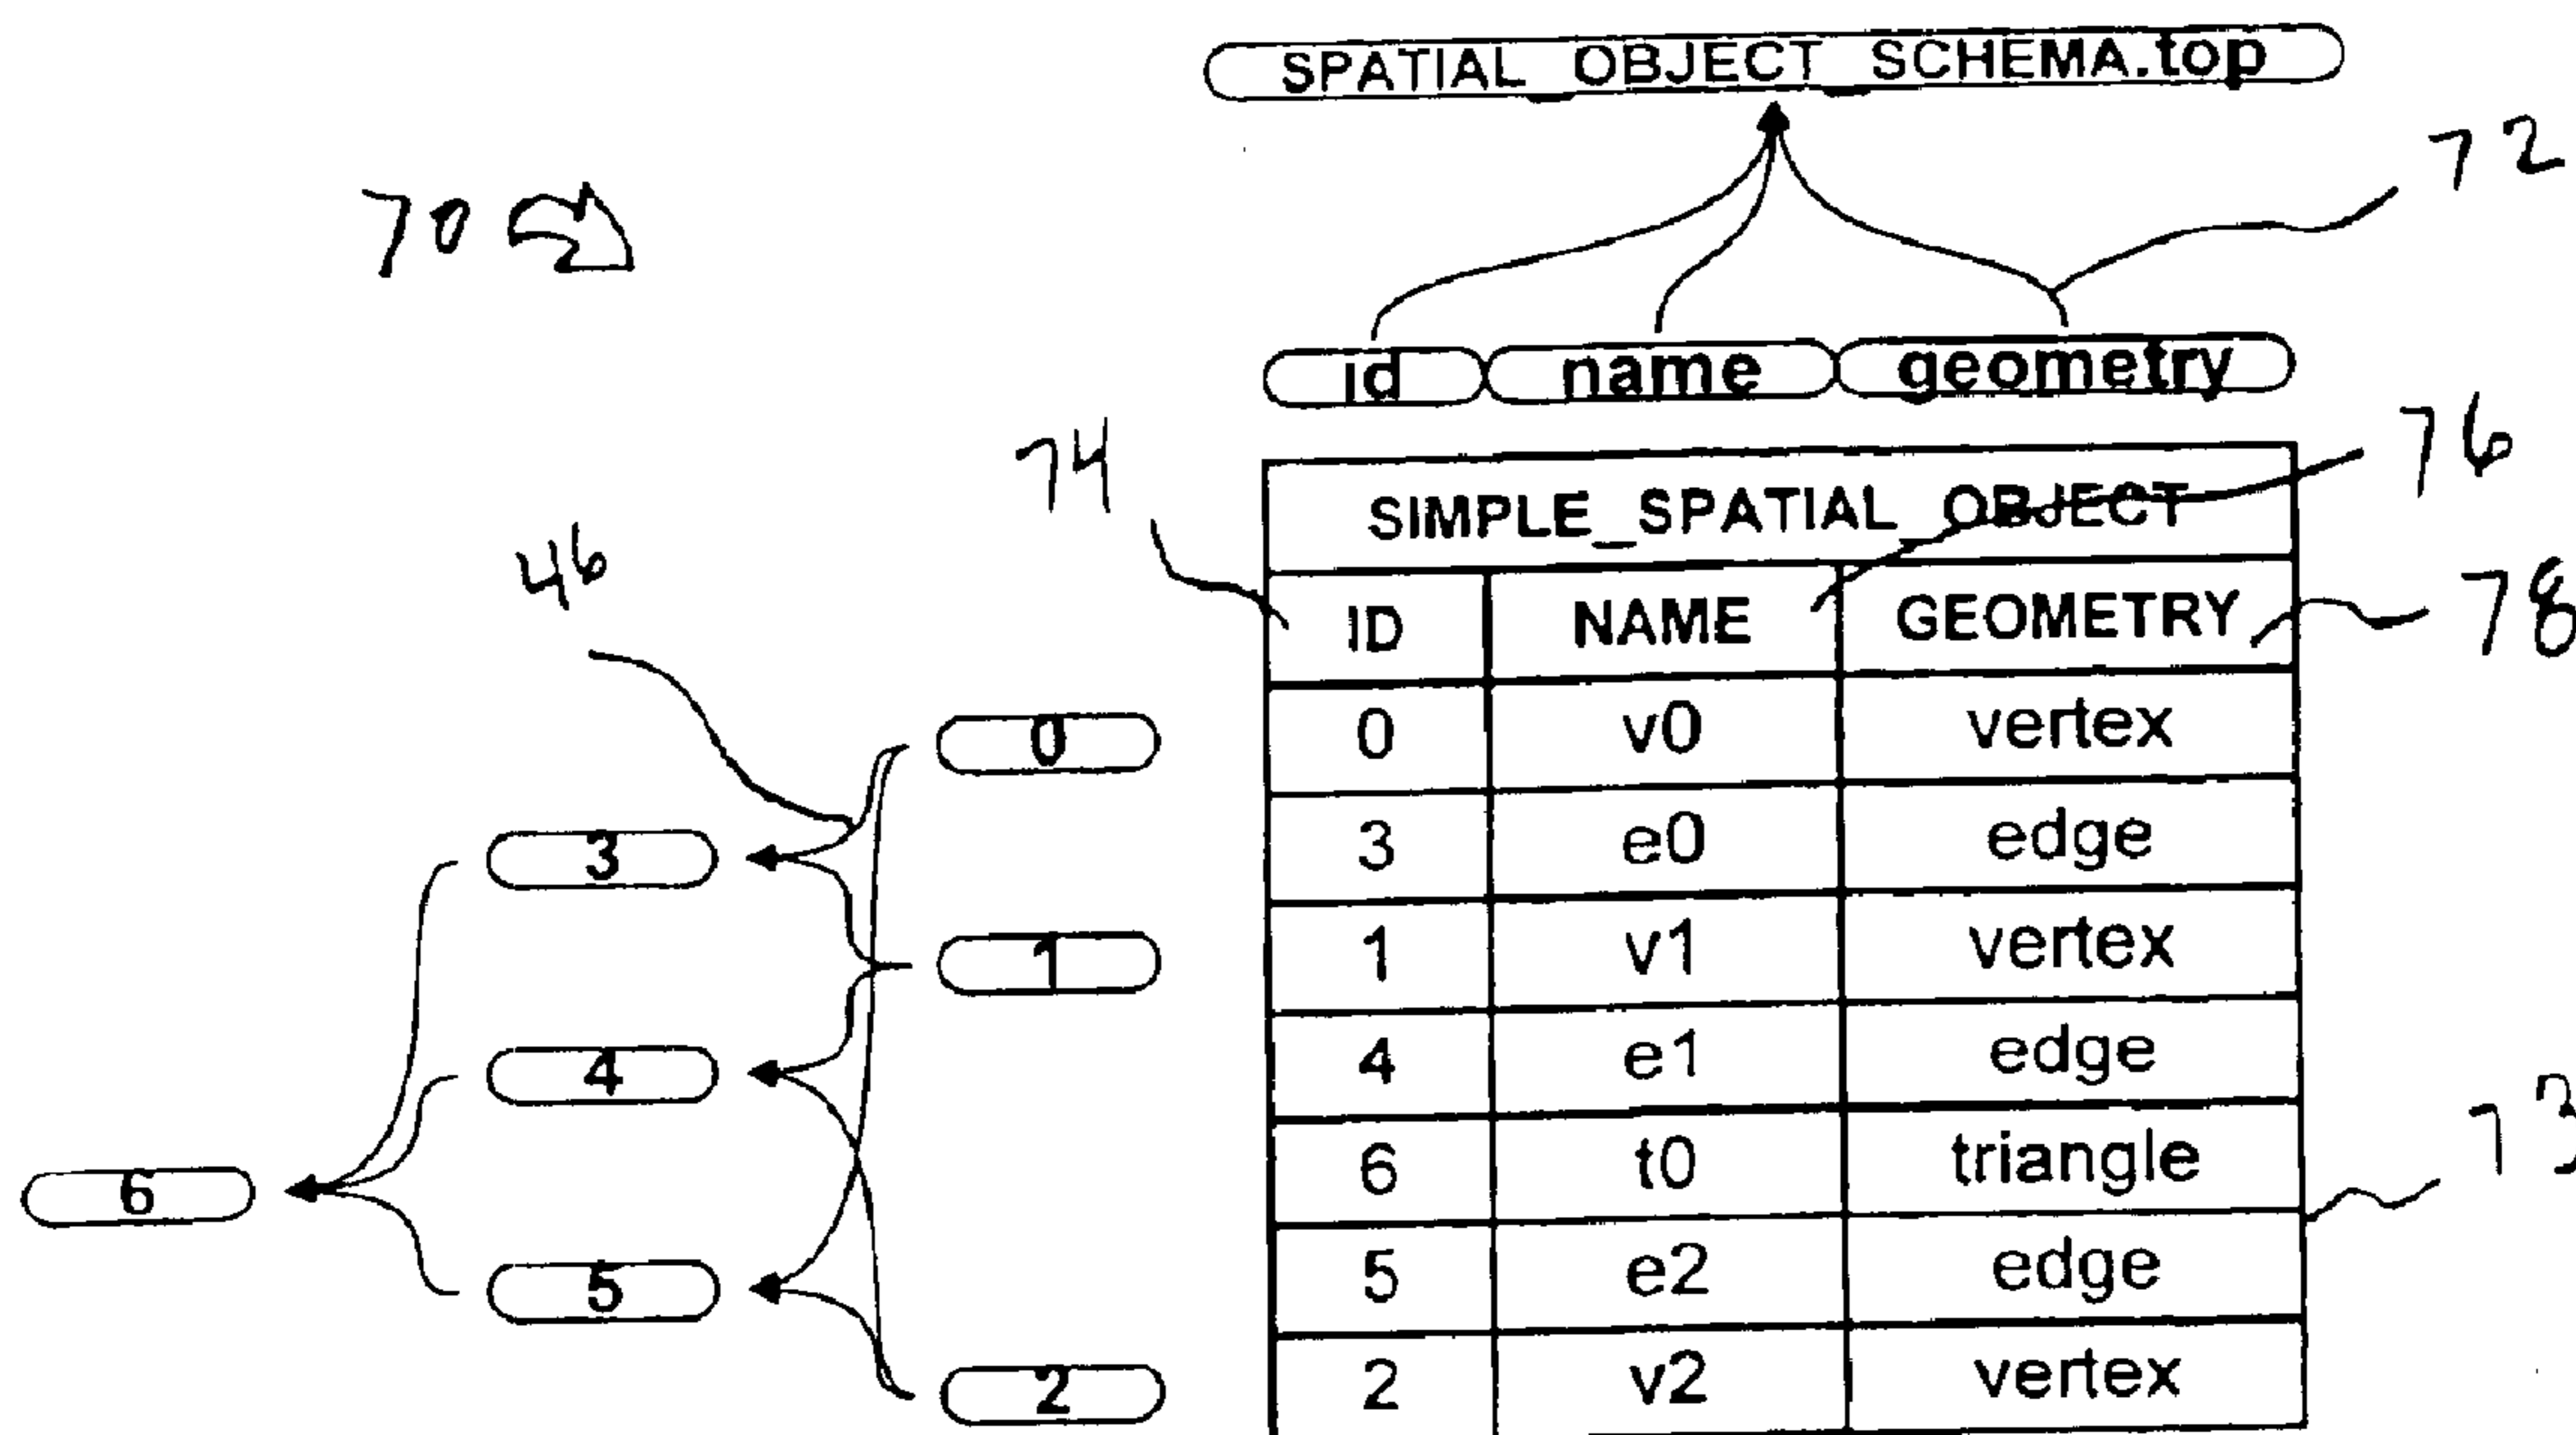 SPATIAL_OBJECT_SCHEMA.top
72
70
id name geometry
74
76
SIMPLE_SPATIAL_OBJECT
46
ID NAME GEOMETRY
78
0
0 v0 vertex
3
3 e0 edge
1
1 v1 vertex
4
4 e1 edge
73
6
6 t0 triangle
5
5 e2 edge
2
2 v2 vertex